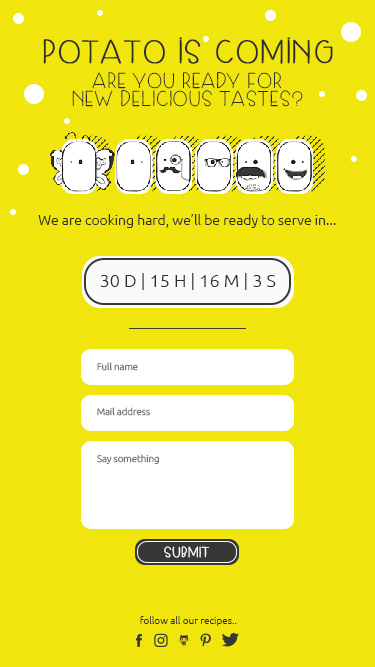 POTATO IS COMING
ARE YOU READY FOR
NEW DELICIOUS TASTES?
We are cooking hard, we'll be ready to serve in...
30 D | 15 H | 16 M | 3 S
Full name
Mail address
Say something
SUBMIT
follow all our recipes..